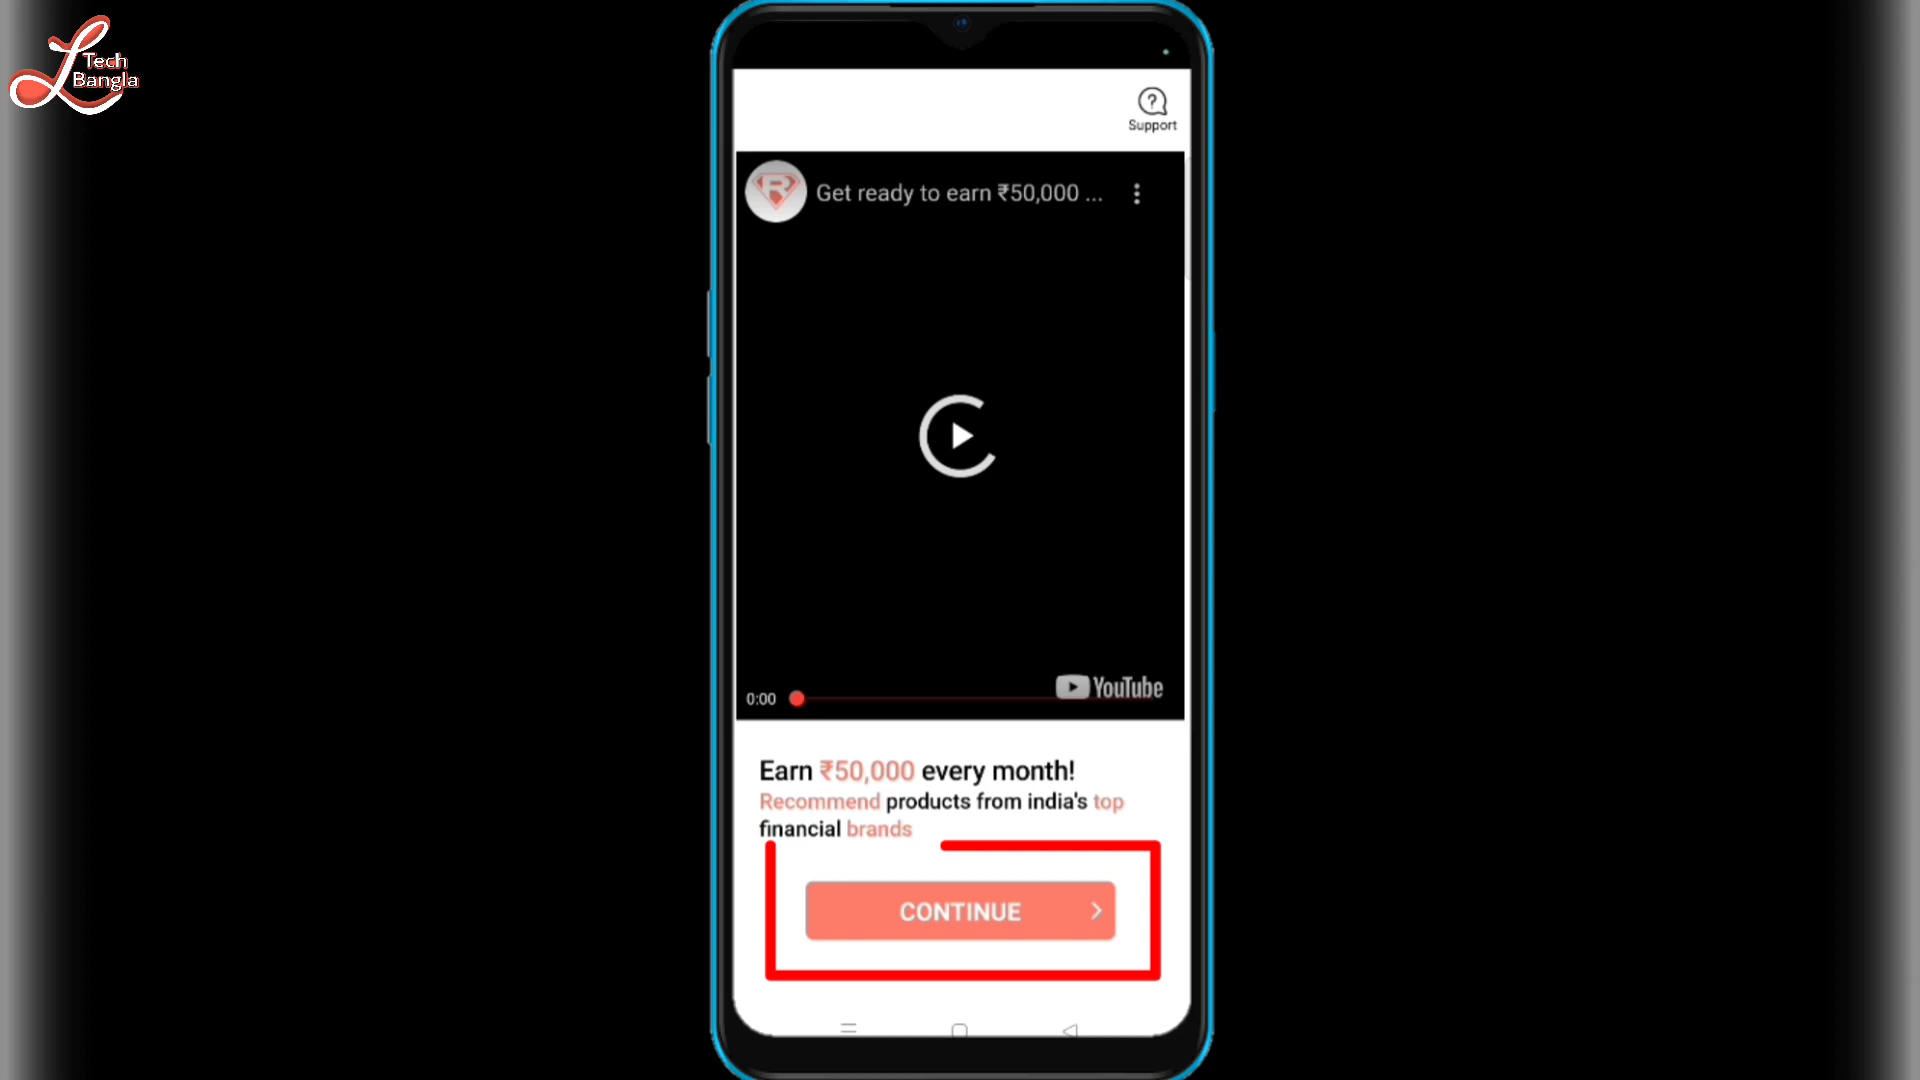 Tech
Bangla
Support
Get ready to earn ₹50,000 ...
0:00
YouTube
Earn ₹50,000 every month!
Recommend products from india's top
financial brands
CONTINUE